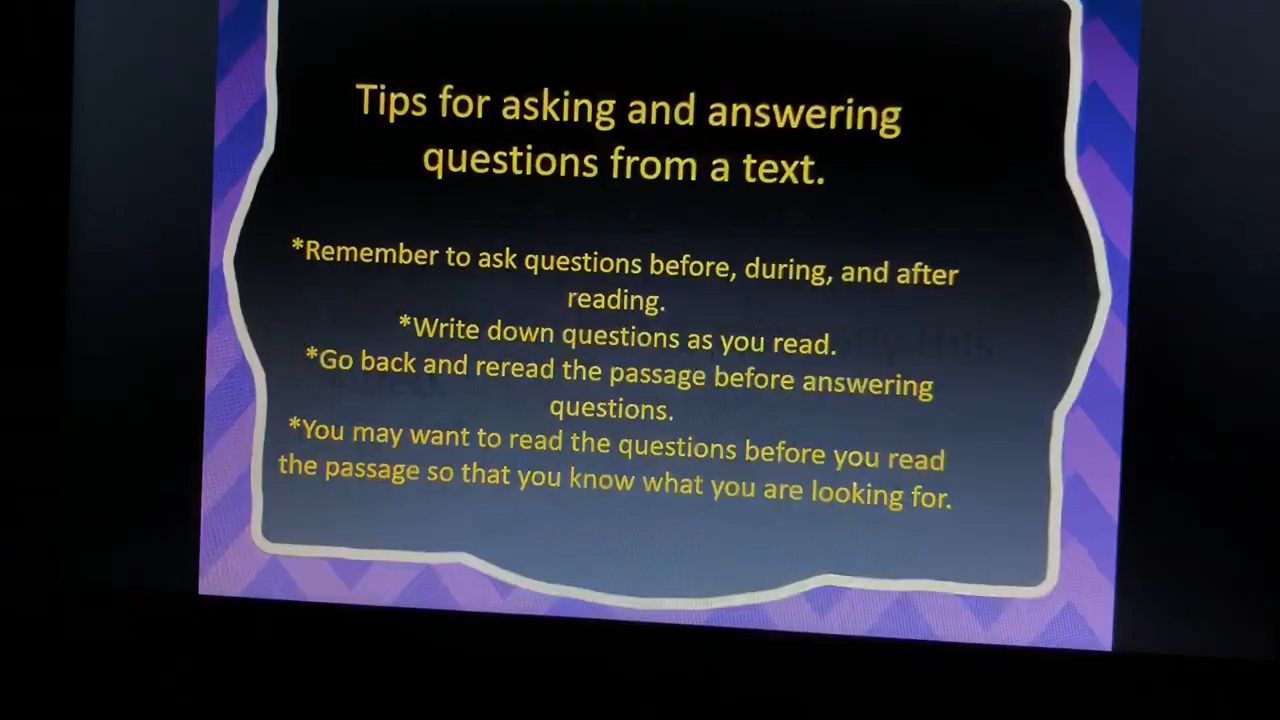 Tips for asking and answering
questions from a text.
*Remember to ask questions before, during, and after
reading.
*Write down questions as you read.
*Go back and reread the passage before answering
questions.
*You may want to read the questions before you read
the passage so that you know what you are looking for.